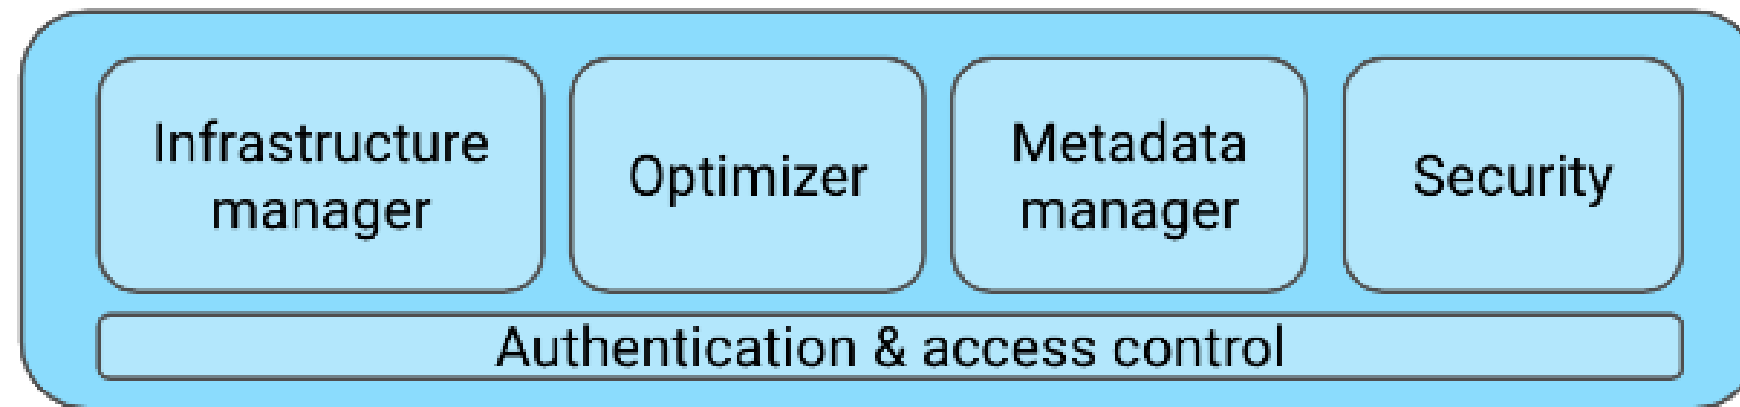 Infrastructure
manager
Optimizer
Metadata
manager
Security
Authentication & access control